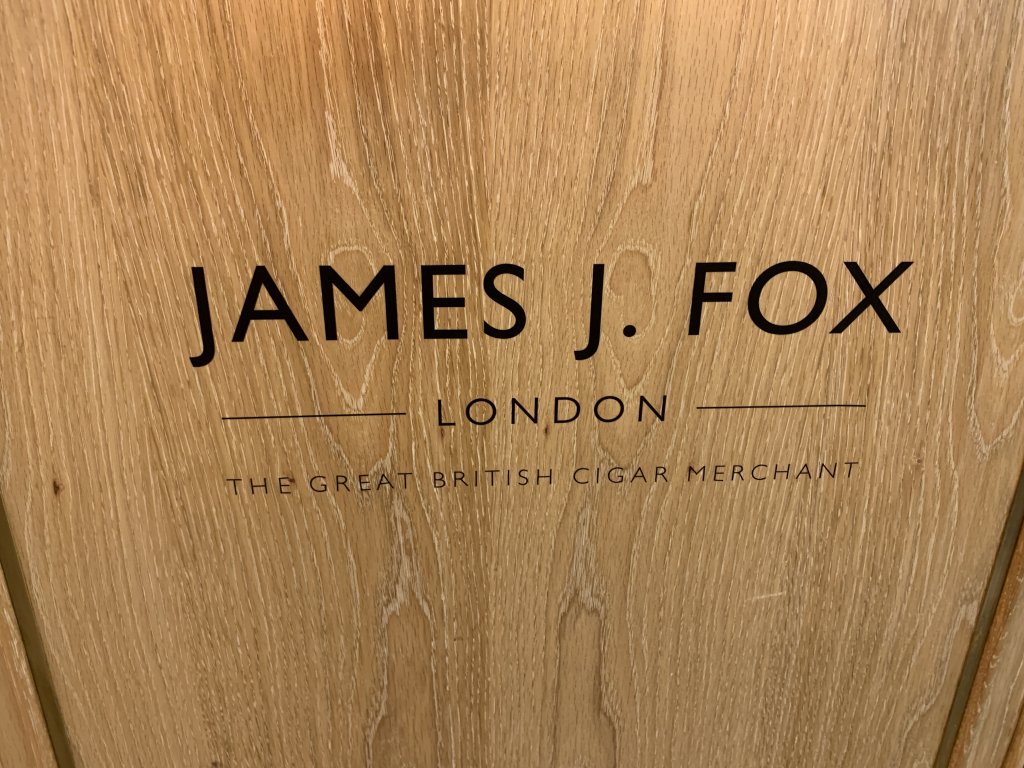 JAMES J. FOX
LONDON
THE GREAT BRITISH CIGAR MERCHANT